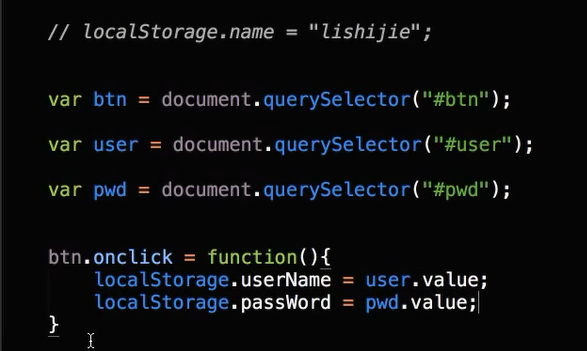 // localStorage.name = "lishijie";
var btn = document.querySelector("#btn");
var user = document.querySelector("#user");
var pwd = document.querySelector("#pwd");
btn.onclick = function(){
localStorage.userName = user.value;
localStorage.passWord = pwd.value;
}